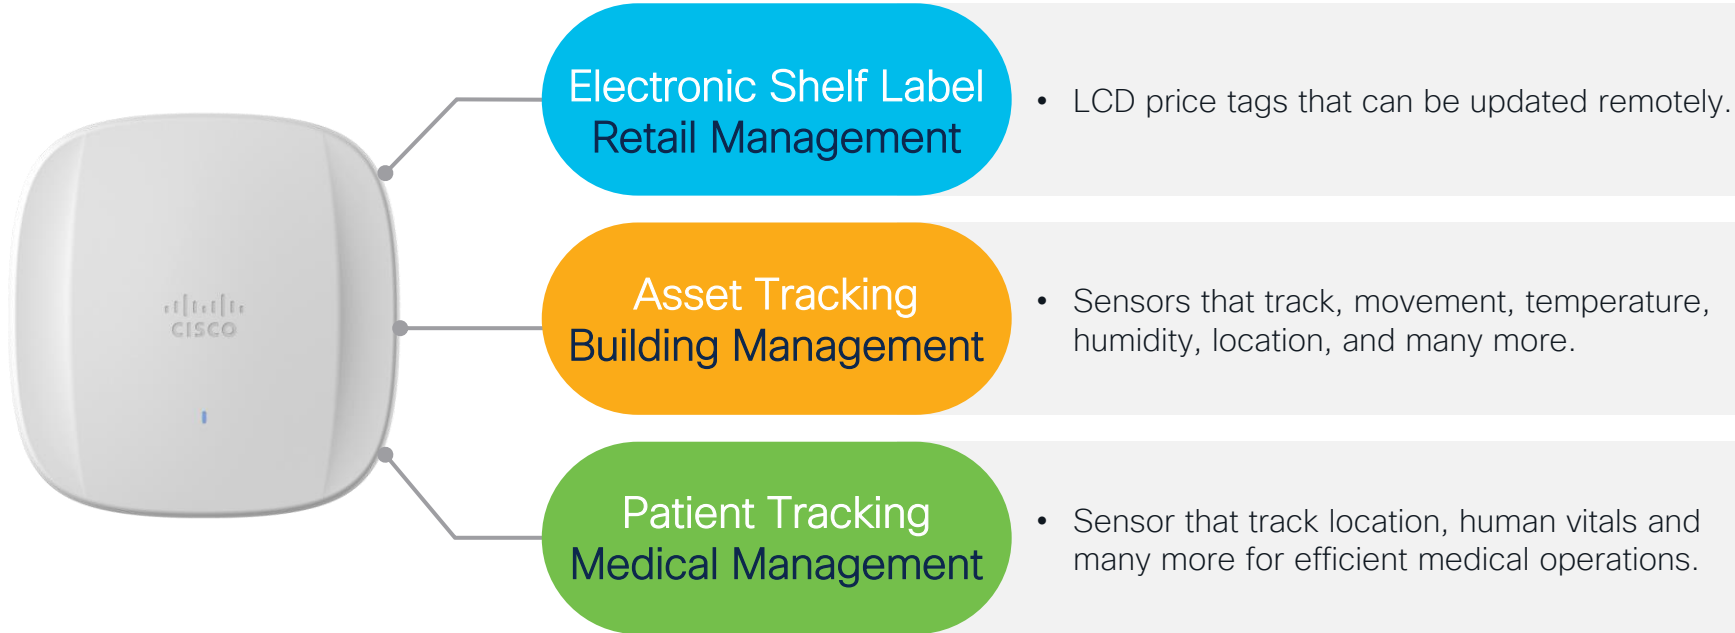 CISCO
Electronic Shelf Label
Retail Management
• LCD price tags that can be updated remotely.
Asset Tracking
Building Management
• Sensors that track, movement, temperature,
humidity, location, and many more.
Patient Tracking
Medical Management
• Sensor that track location, human vitals and
many more for efficient medical operations.